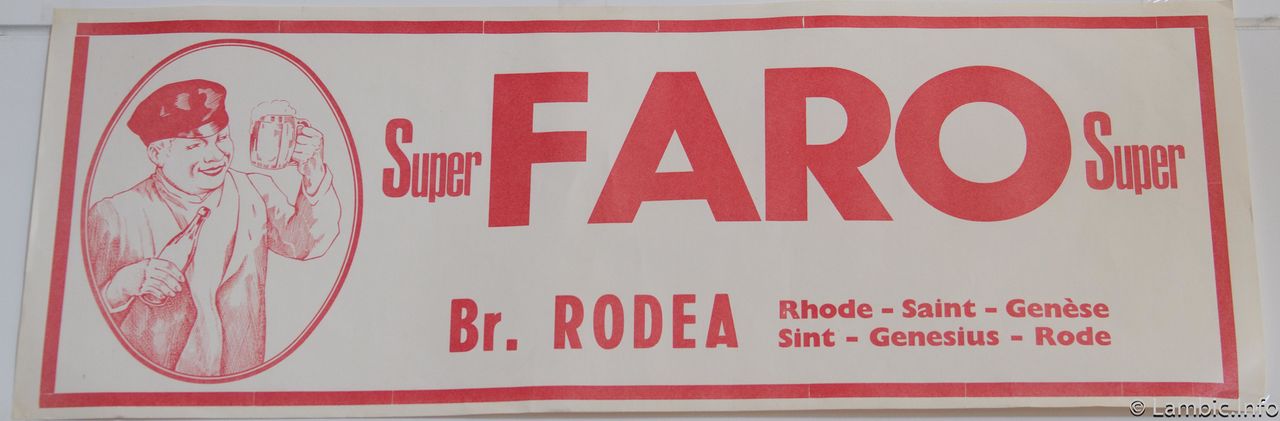 Super FARO Super
Br. RODEA
Rhode - Saint - Genèse
Sint - Genesius - Rode
© Lambic.Info